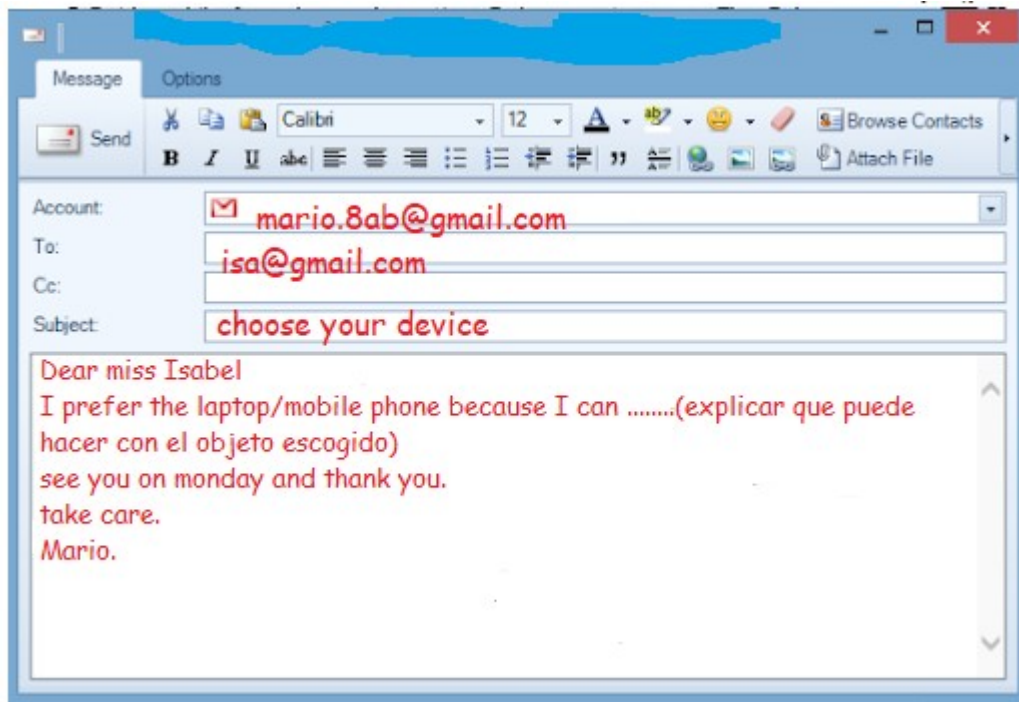 Message Options
Send Calibri 12 A Browse Contacts
B I U abc Attach File
Account: mario.8ab@gmail.com
To: isa@gmail.com
Cc:
Subject: choose your device
Dear miss Isabel
I prefer the laptop/mobile phone because I can ........(explicar que puede
hacer con el objeto escogido)
see you on monday and thank you.
take care.
Mario.